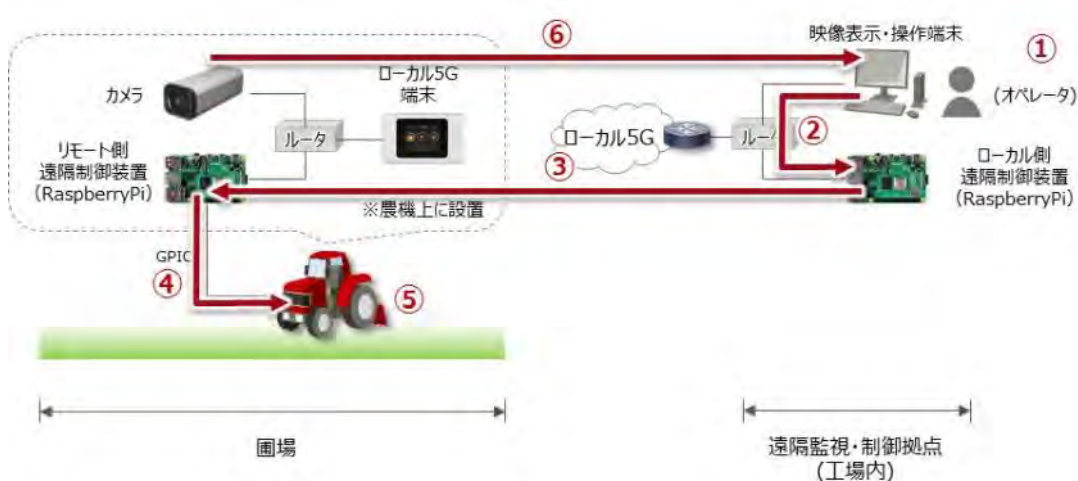 ⑥
映像表示・操作端末
①
(オペレータ)
カメラ
ローカル5G
端末
ルータ
ローカル5G
③
ルー
②
リモート側
遠隔制御装置
(RaspberryPi)
ローカル側
遠隔制御装置
(RaspberryPi)
※農機上に設置
GPIO
④
⑤
圃場
遠隔監視・制御拠点
(工場内)